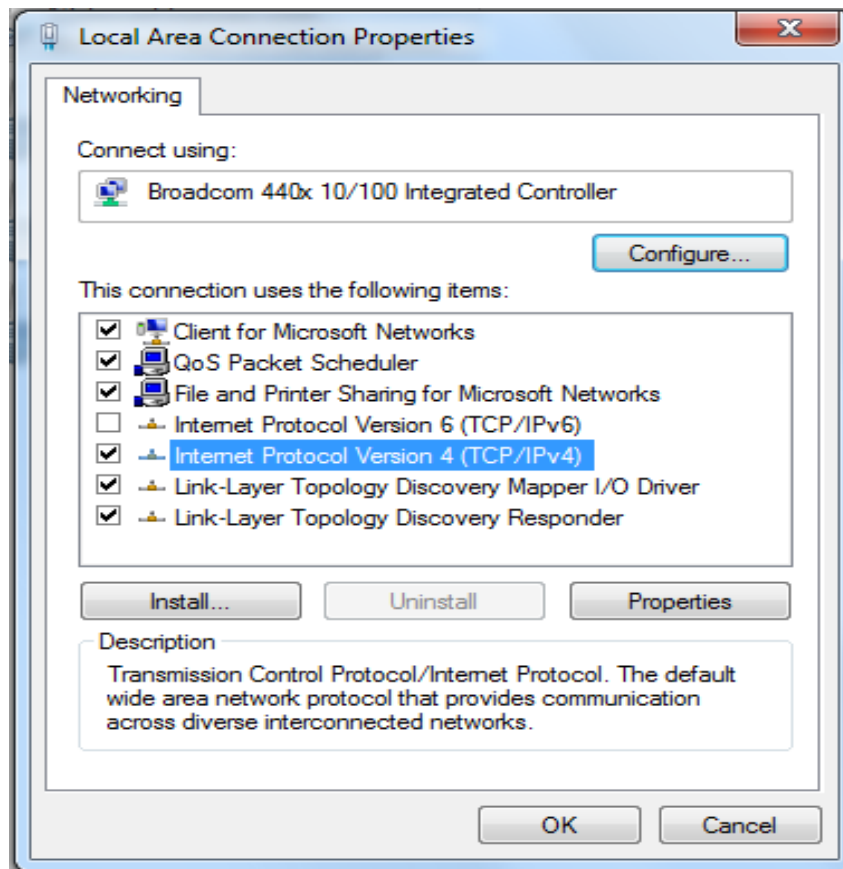 Local Area Connection Properties
Networking
Connect using:
Broadcom 440x 10/100 Integrated Controller
Configure...
This connection uses the following items:
Client for Microsoft Networks
QoS Packet Scheduler
File and Printer Sharing for Microsoft Networks
Internet Protocol Version 6 (TCP/IPv6)
Internet Protocol Version 4 (TCP/IPv4)
Link-Layer Topology Discovery Mapper I/O Driver
Link-Layer Topology Discovery Responder
Install... Uninstall Properties
Description
Transmission Control Protocol/Internet Protocol. The default
wide area network protocol that provides communication
across diverse interconnected networks.
OK Cancel